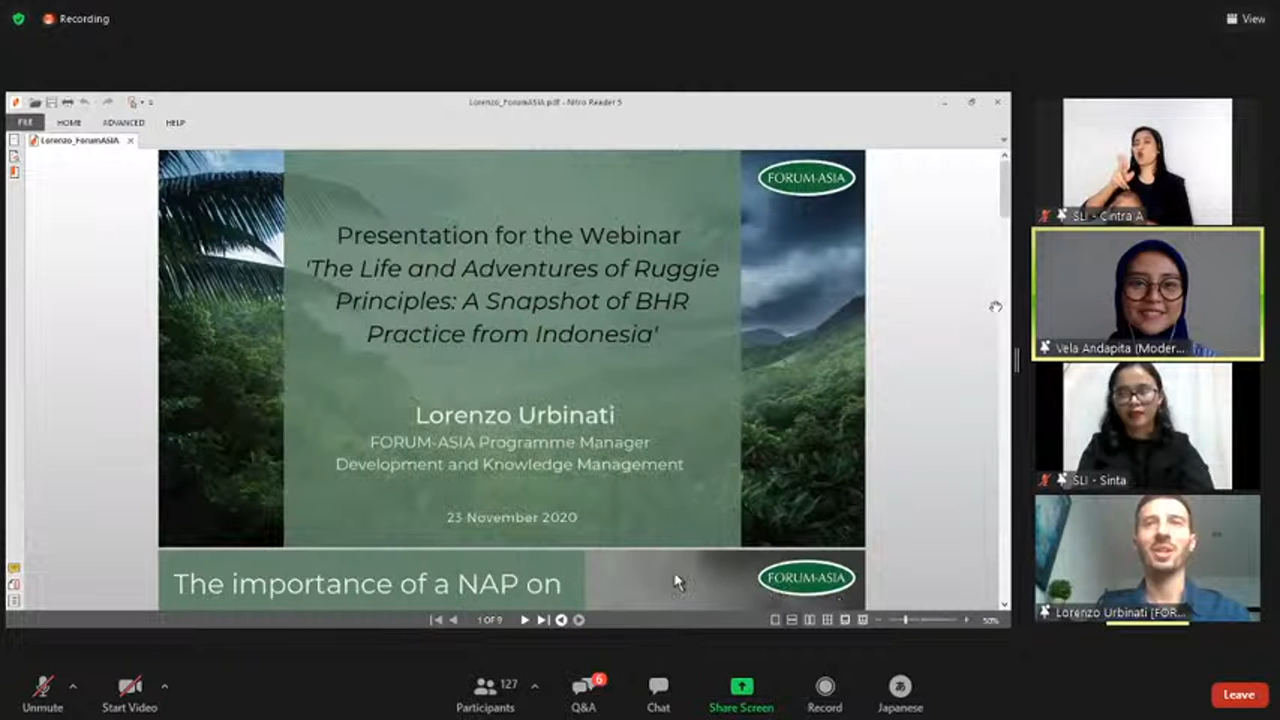 Recording
View
Lorenzo_ForumASIA.pdf - Nitro Reader 5
FILE
HOME
ADVANCED
HELP
Lorenzo_ForumASIA
FORUM-ASIA
Presentation for the Webinar
'The Life and Adventures of Ruggie
Principles: A Snapshot of BHR
Practice from Indonesia'
Lorenzo Urbinati
FORUM-ASIA Programme Manager
Development and Knowledge Management
23 November 2020
The importance of a NAP on
FORUM-ASIA
1 OF 9
50%
SLI - Cintra A
Vela Andapita (Moder...
SLI - Sinta
Lorenzo Urbinati [FOR...
Unmute
Start Video
127
Participants
6
Q&A
Chat
Share Screen
Record
あ
Japanese
Leave